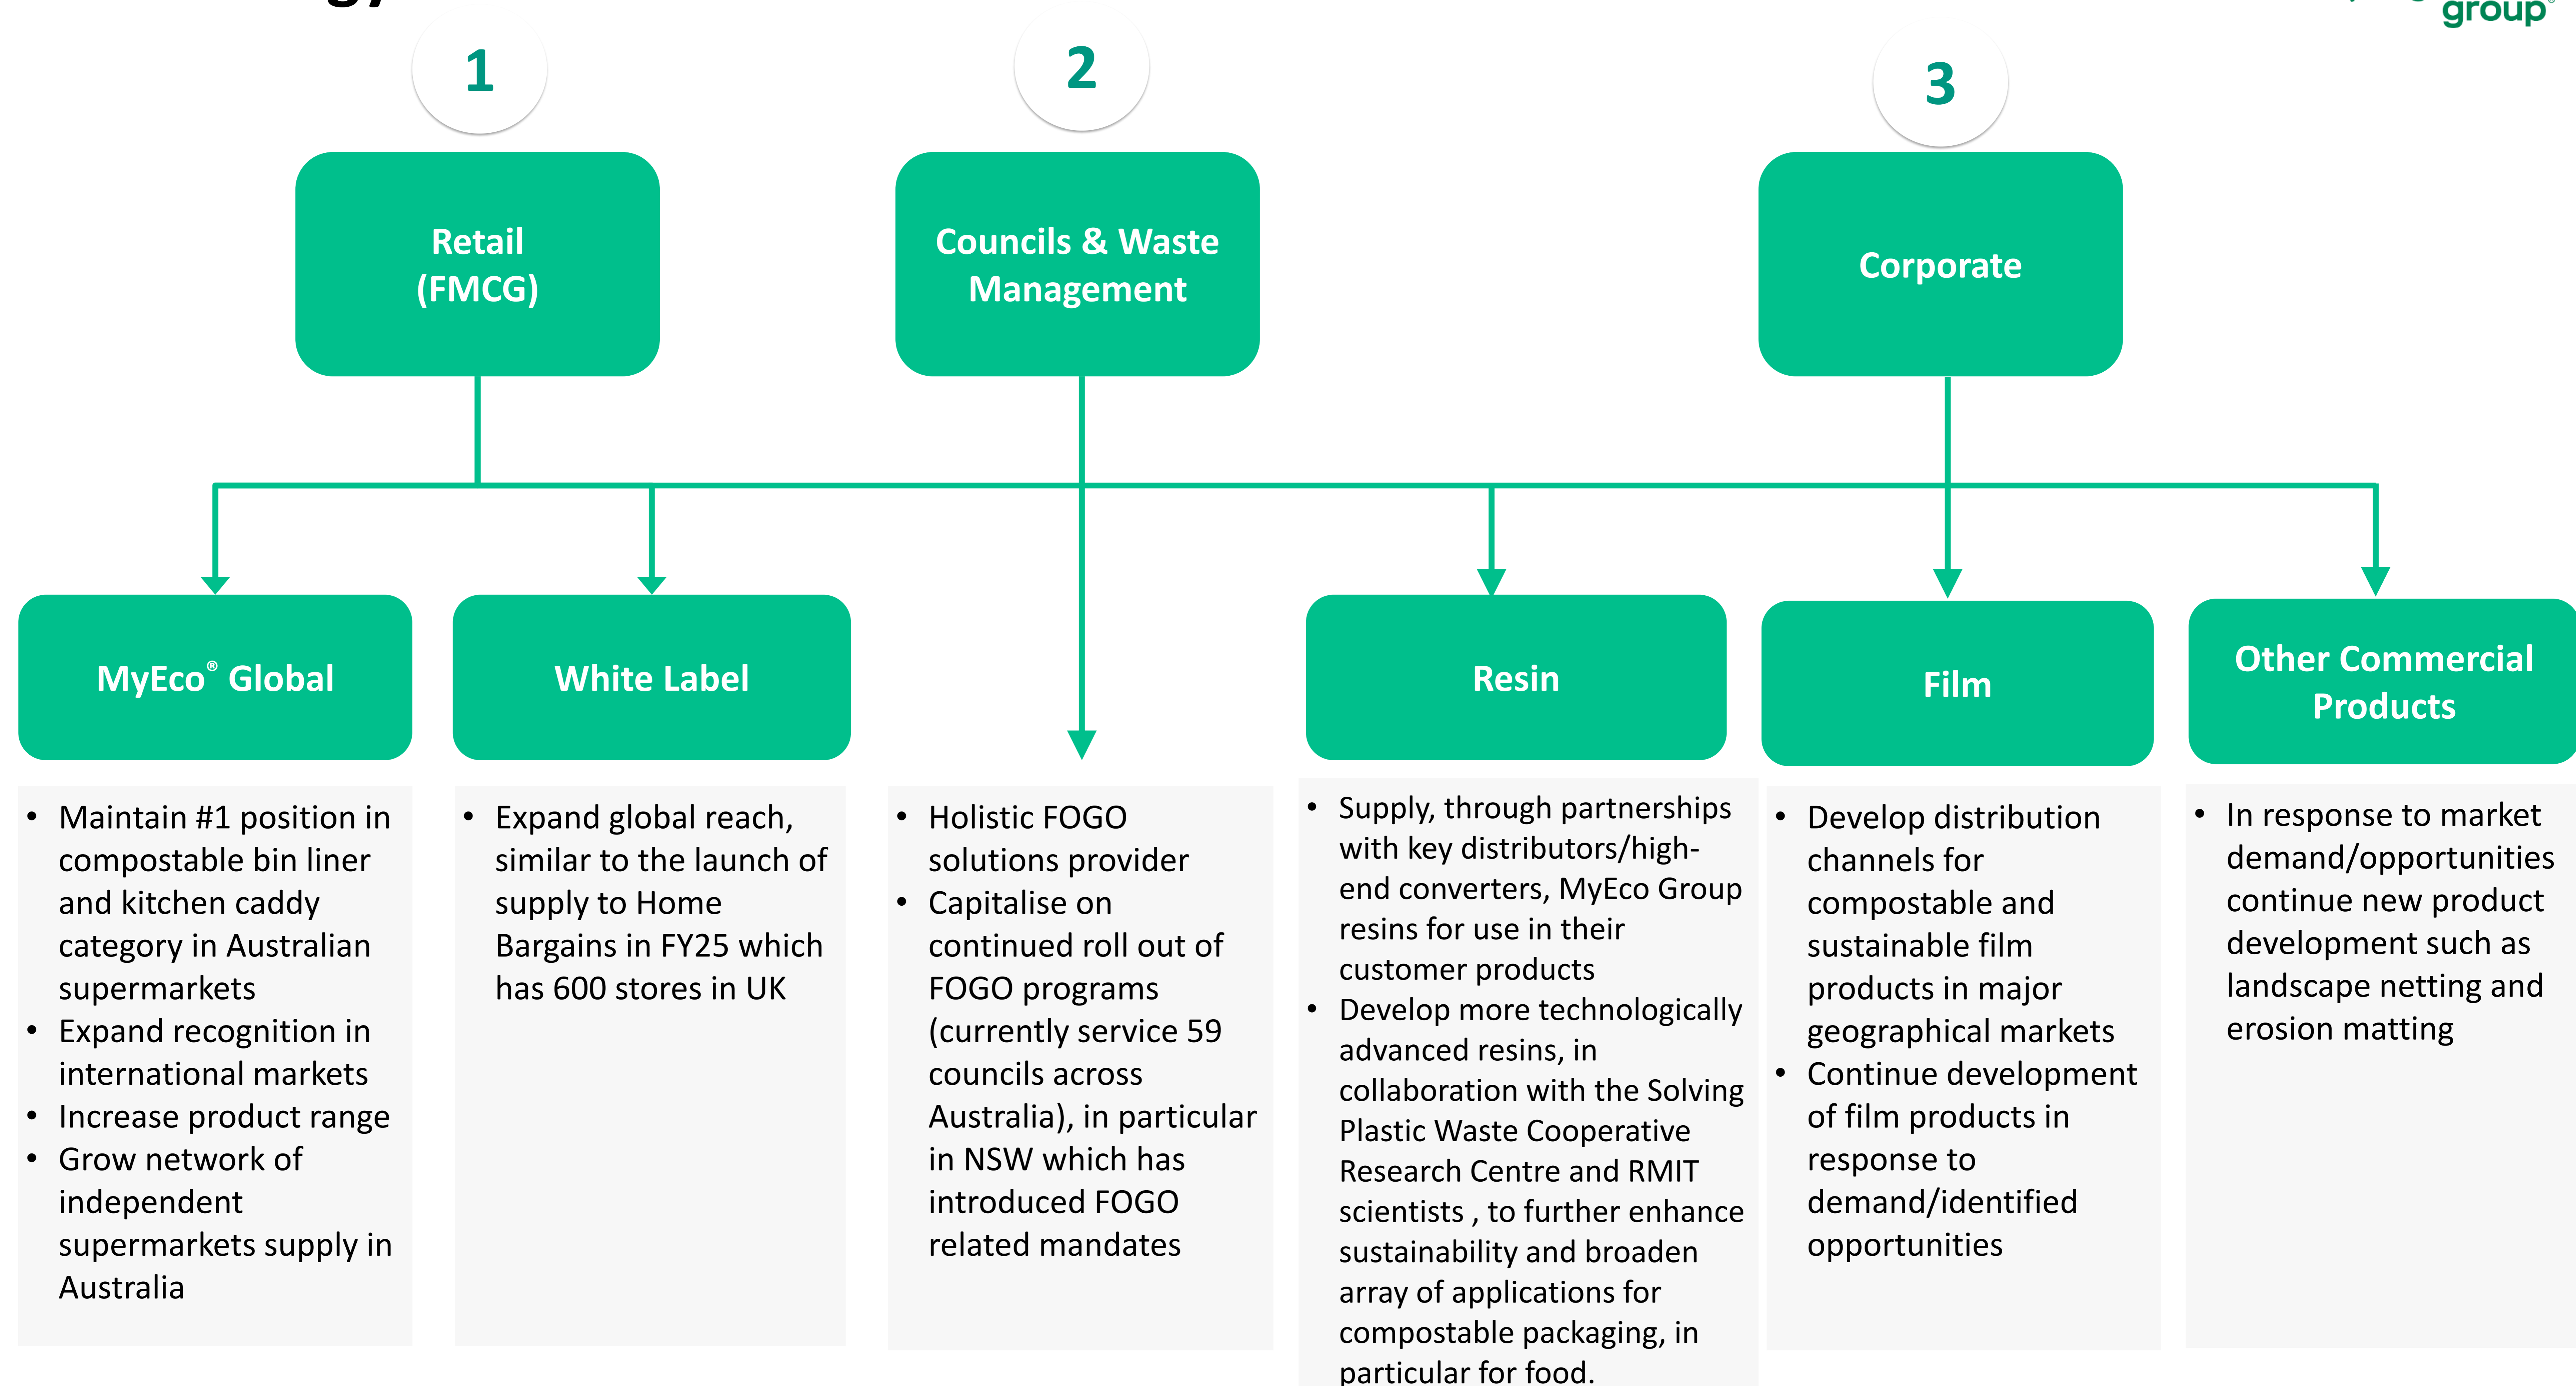 group®
1
2
3
Retail
(FMCG)
Councils & Waste
Management
Corporate
MyEco® Global
White Label
Resin
Film
Other Commercial
Products
• Maintain #1 position in
compostable bin liner
and kitchen caddy
category in Australian
supermarkets
• Expand recognition in
international markets
• Increase product range
• Grow network of
independent
supermarkets supply in
Australia
• Expand global reach,
similar to the launch of
supply to Home
Bargains in FY25 which
has 600 stores in UK
• Holistic FOGO
solutions provider
• Capitalise on
continued roll out of
FOGO programs
(currently service 59
councils across
Australia), in particular
in NSW which has
introduced FOGO
related mandates
• Supply, through partnerships
with key distributors/high-
end converters, MyEco Group
resins for use in their
customer products
• Develop more technologically
advanced resins, in
collaboration with the Solving
Plastic Waste Cooperative
Research Centre and RMIT
scientists , to further enhance
sustainability and broaden
array of applications for
compostable packaging, in
particular for food.
• Develop distribution
channels for
compostable and
sustainable film
products in major
geographical markets
• Continue development
of film products in
response to
demand/identified
opportunities
• In response to market
demand/opportunities
continue new product
development such as
landscape netting and
erosion matting